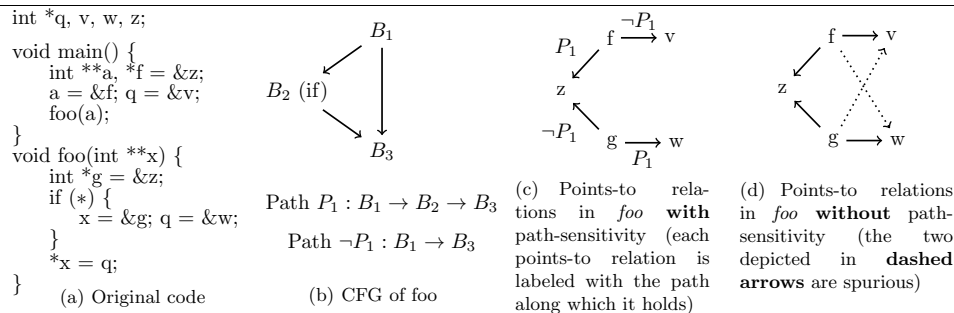 int *q, v, w, z;
void main() {
int **a, *f = &z;
a = &f; q = &v;
foo(a);
}
void foo(int **x) {
int *g = &z;
if (*) {
x = &g; q = &w;
}
*x = q;
}
(a) Original code
B₁
B₂ (if)
B₃
Path P₁ : B₁ → B₂ → B₃
Path ¬P₁ : B₁ → B₃
(b) CFG of foo
¬P₁
f
v
P₁
z
¬P₁
g
w
P₁
(c) Points-to rela-
tions in foo with
path-sensitivity (each
points-to relation is
labeled with the path
along which it holds)
f
v
z
g
w
(d) Points-to relations
in foo without path-
sensitivity (the two
depicted in dashed
arrows are spurious)